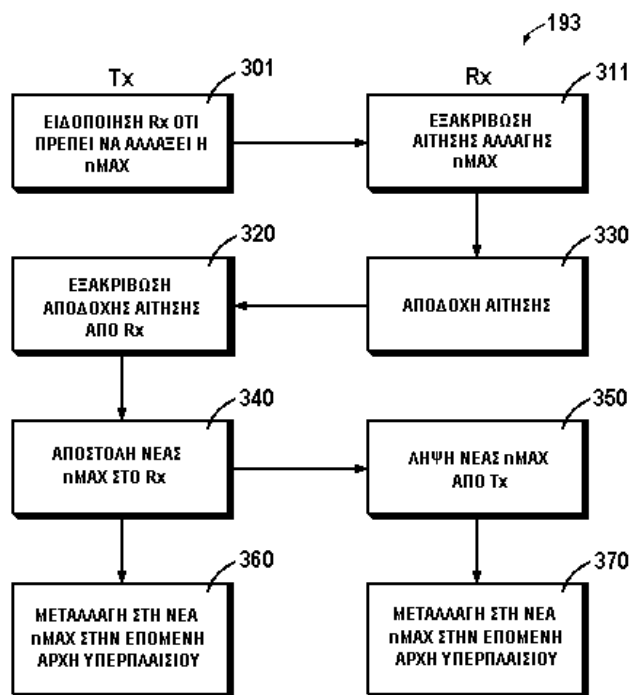 193
Tx
Rx
301
ΕΙΔΟΠΟΙΗΣΗ Rx ΟΤΙ
ΠΡΕΠΕΙ ΝΑ ΑΛΛΑΞΕΙ Η
nMAX
311
ΕΞΑΚΡΙΒΩΣΗ
ΑΙΤΗΣΗΣ ΑΛΛΑΓΗΣ
nMAX
320
ΕΞΑΚΡΙΒΩΣΗ
ΑΠΟΔΟΧΗΣ ΑΙΤΗΣΗΣ
ΑΠΟ Rx
330
ΑΠΟΔΟΧΗ ΑΙΤΗΣΗΣ
340
ΑΠΟΣΤΟΛΗ ΝΕΑΣ
nMAX ΣΤΟ Rx
350
ΛΗΨΗ ΝΕΑΣ nMAX
ΑΠΟ Tx
360
ΜΕΤΑΛΛΑΓΗ ΣΤΗ ΝΕΑ
nMAX ΣΤΗΝ ΕΠΟΜΕΝΗ
ΑΡΧΗ ΥΠΕΡΠΛΑΙΣΙΟΥ
370
ΜΕΤΑΛΛΑΓΗ ΣΤΗ ΝΕΑ
nMAX ΣΤΗΝ ΕΠΟΜΕΝΗ
ΑΡΧΗ ΥΠΕΡΠΛΑΙΣΙΟΥ